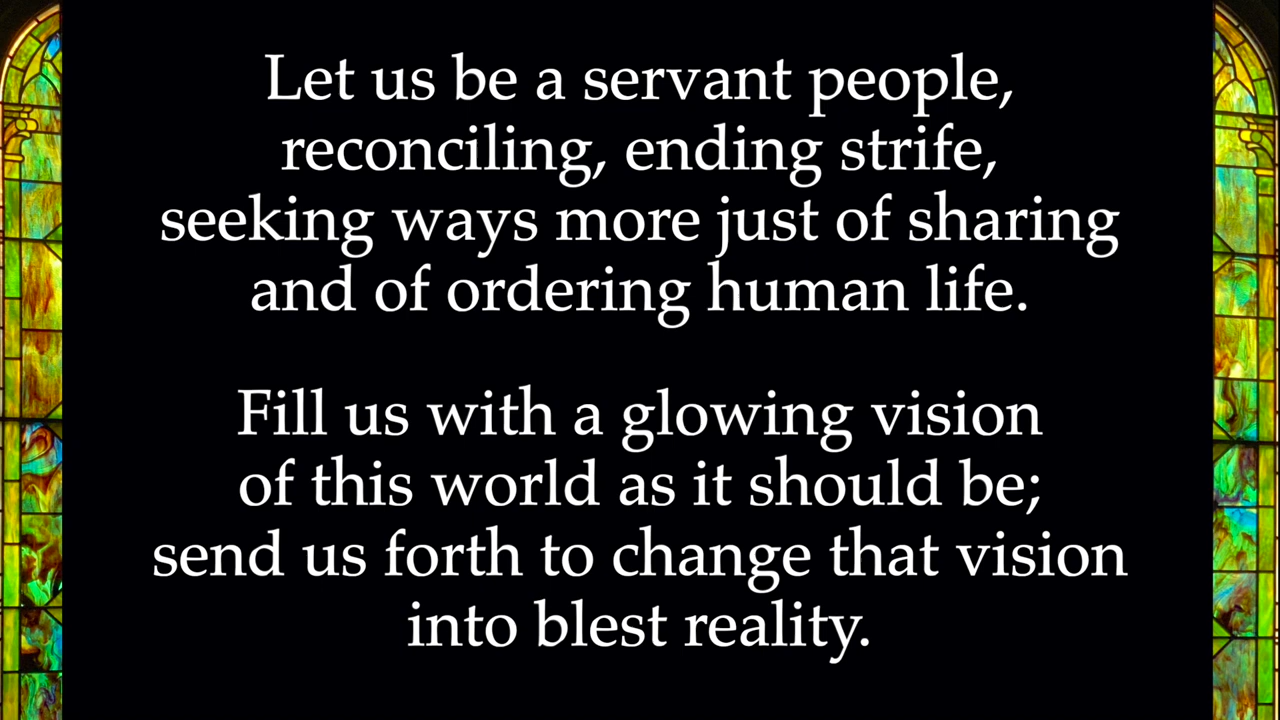 Let us be a servant people,
reconciling, ending strife,
seeking ways more just of sharing
and of ordering human life.
Fill us with a glowing vision
of this world as it should be;
send us forth to change that vision
into blest reality.